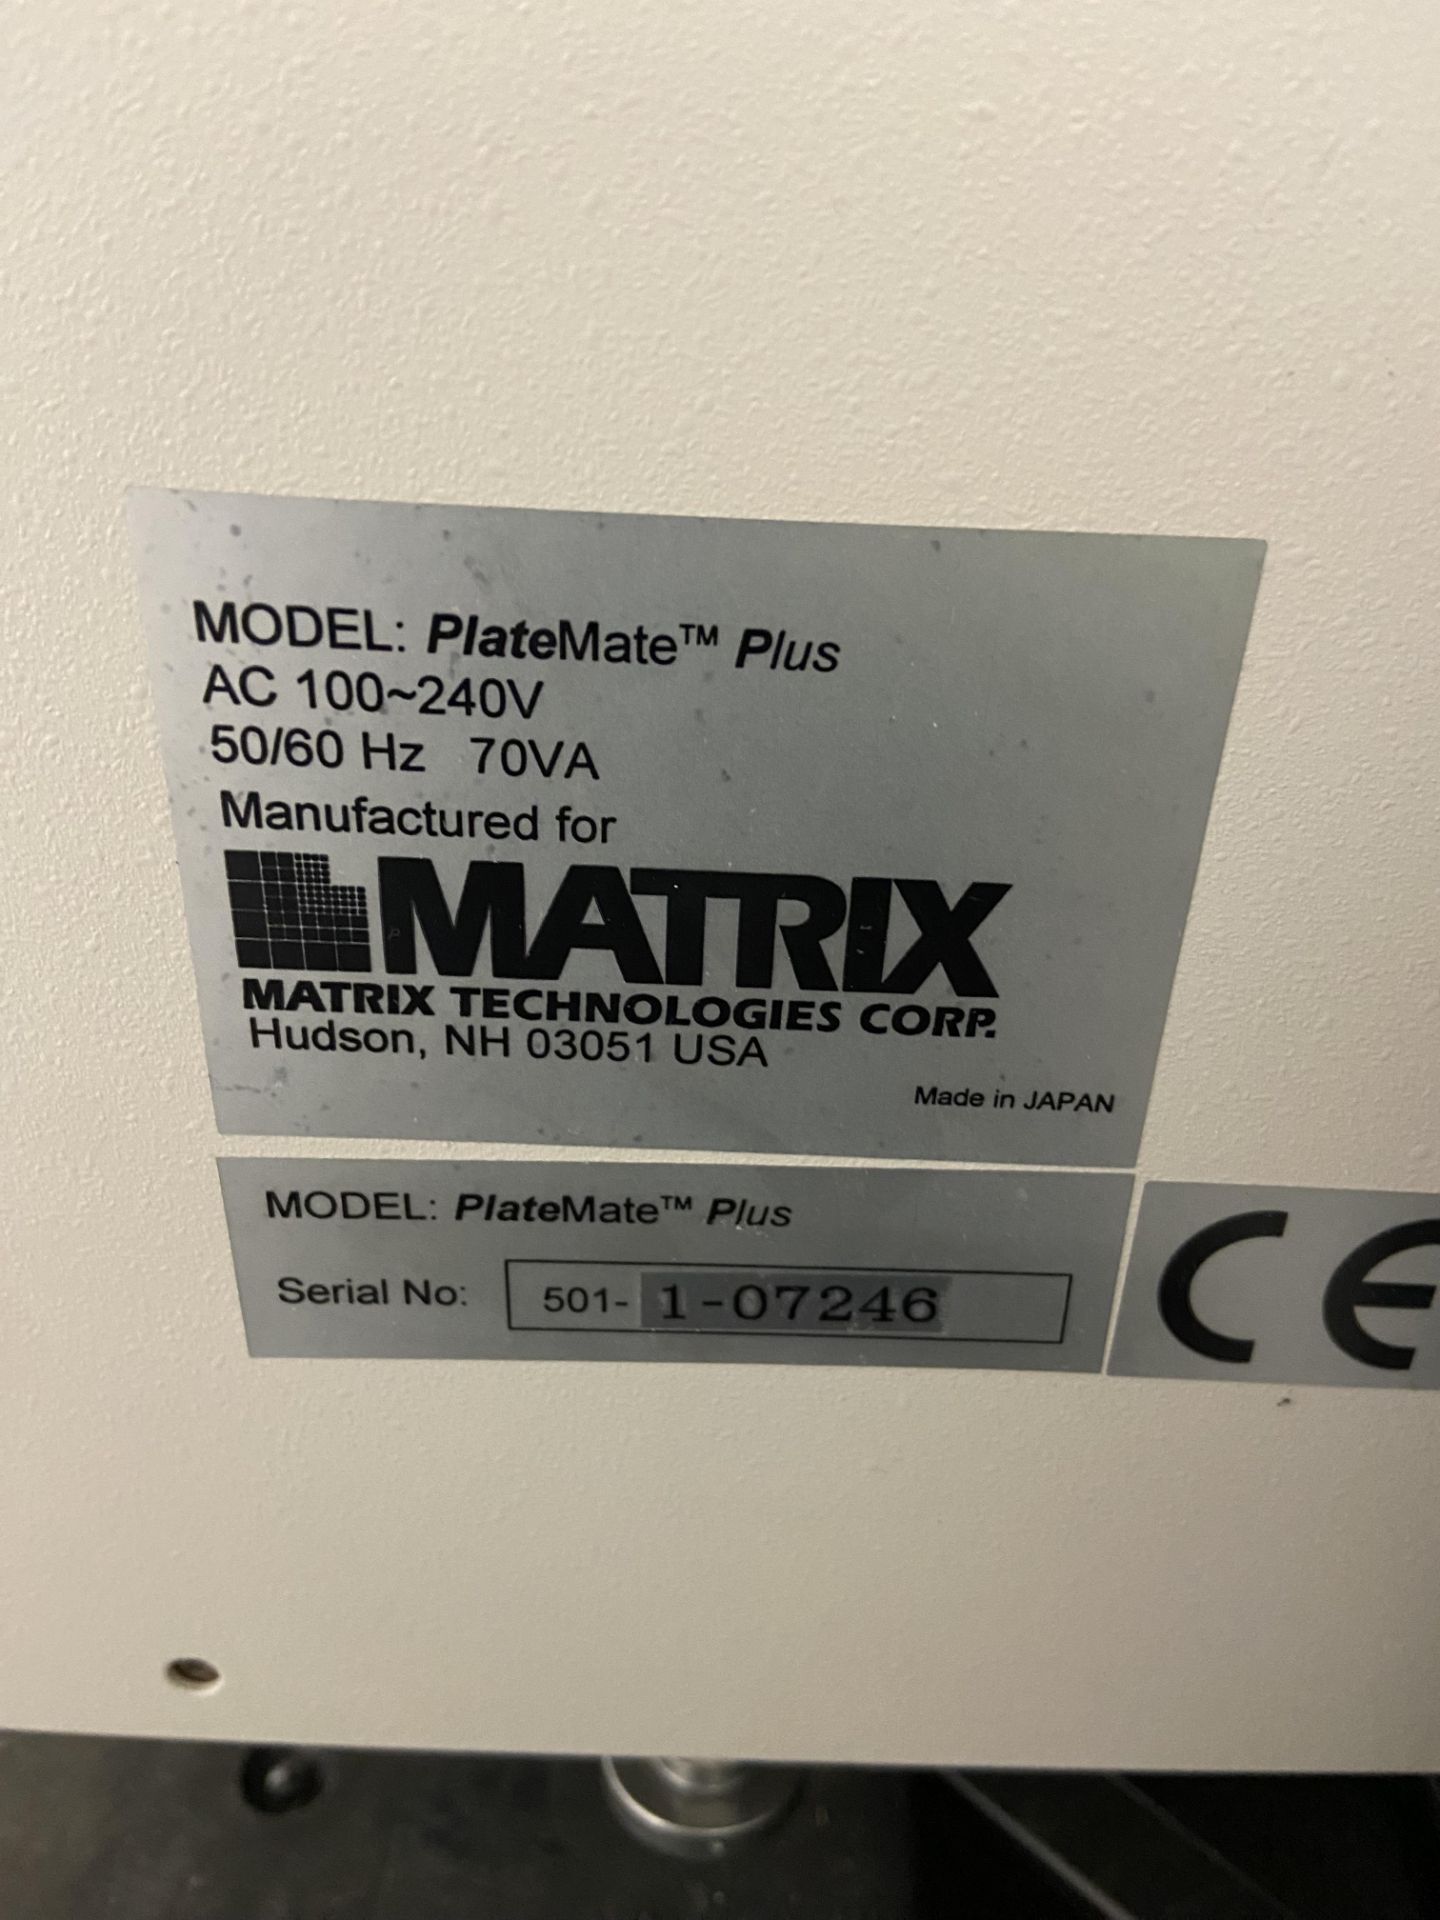 MODEL: PlateMate™ Plus
AC 100~240V
50/60 Hz 70VA
Manufactured for
MATRIX
MATRIX TECHNOLOGIES CORP.
Hudson, NH 03051 USA
Made in JAPAN
MODEL: PlateMate™ Plus
Serial No: 501- 1-07246
CE